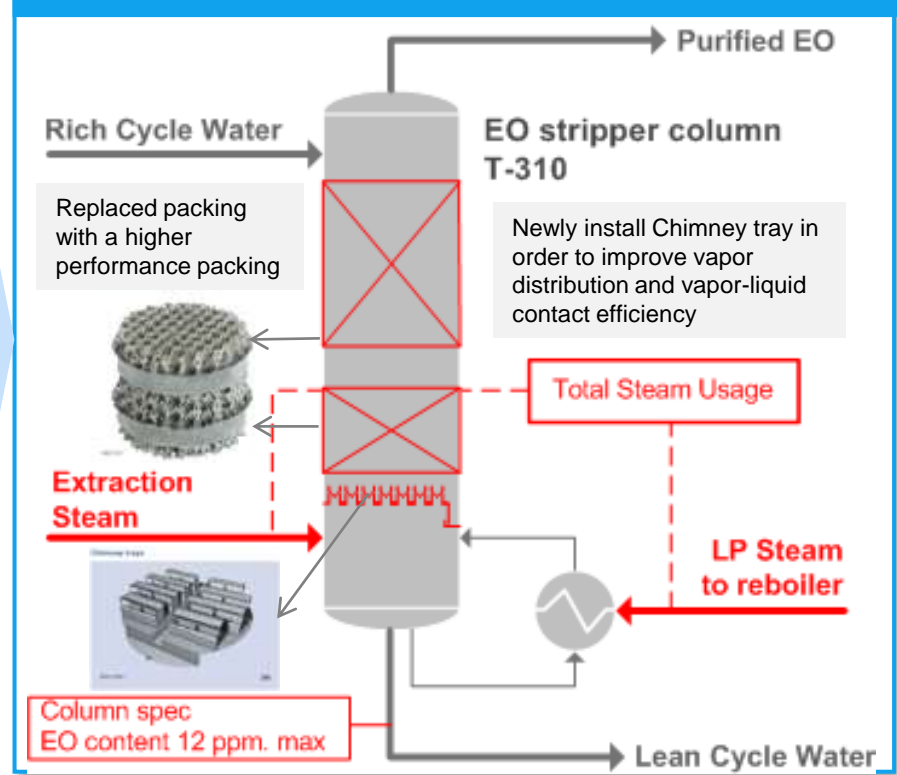 Purified EO
Rich Cycle Water
EO stripper column
T-310
Replaced packing
with a higher
performance packing
Newly install Chimney tray in
order to improve vapor
distribution and vapor-liquid
contact efficiency
Total Steam Usage
Extraction
Steam
Chimney trays
LP Steam
to reboiler
Column spec
EO content 12 ppm. max
Lean Cycle Water